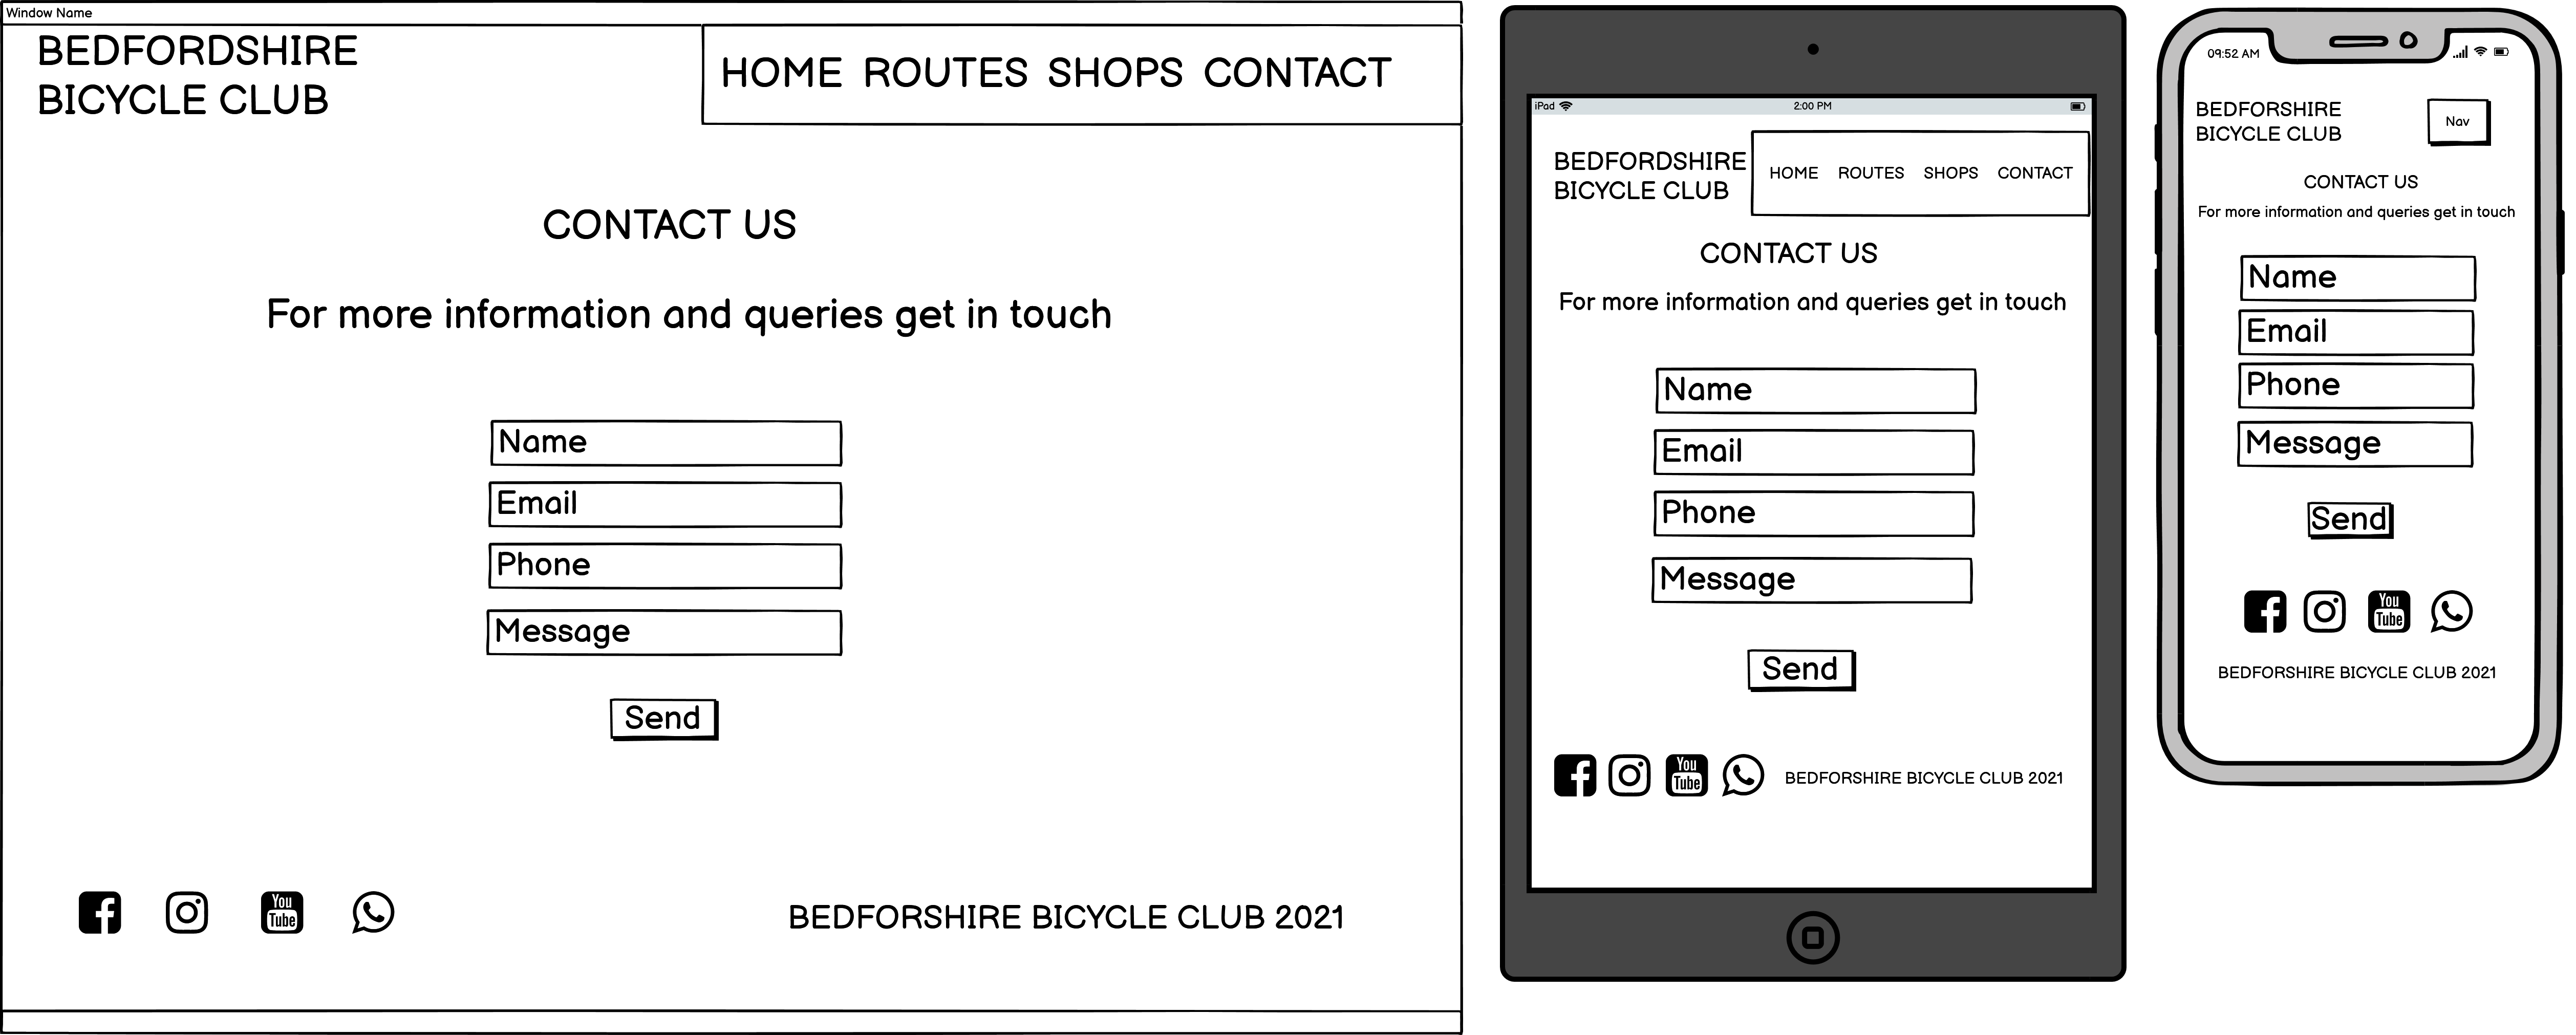 Window Name
BEDFORDSHIRE
BICYCLE CLUB
HOME ROUTES SHOPS CONTACT
CONTACT US
For more information and queries get in touch
Name
Email
Phone
Message
Send
You
Tube
BEDFORSHIRE BICYCLE CLUB 2021
iPad
2:00 PM
BEDFORDSHIRE
BICYCLE CLUB
HOME ROUTES SHOPS CONTACT
CONTACT US
For more information and queries get in touch
Name
Email
Phone
Message
Send
You
Tube
BEDFORSHIRE BICYCLE CLUB 2021
09:52 AM
BEDFORSHIRE
BICYCLE CLUB
Nav
CONTACT US
For more information and queries get in touch
Name
Email
Phone
Message
Send
You
Tube
BEDFORSHIRE BICYCLE CLUB 2021